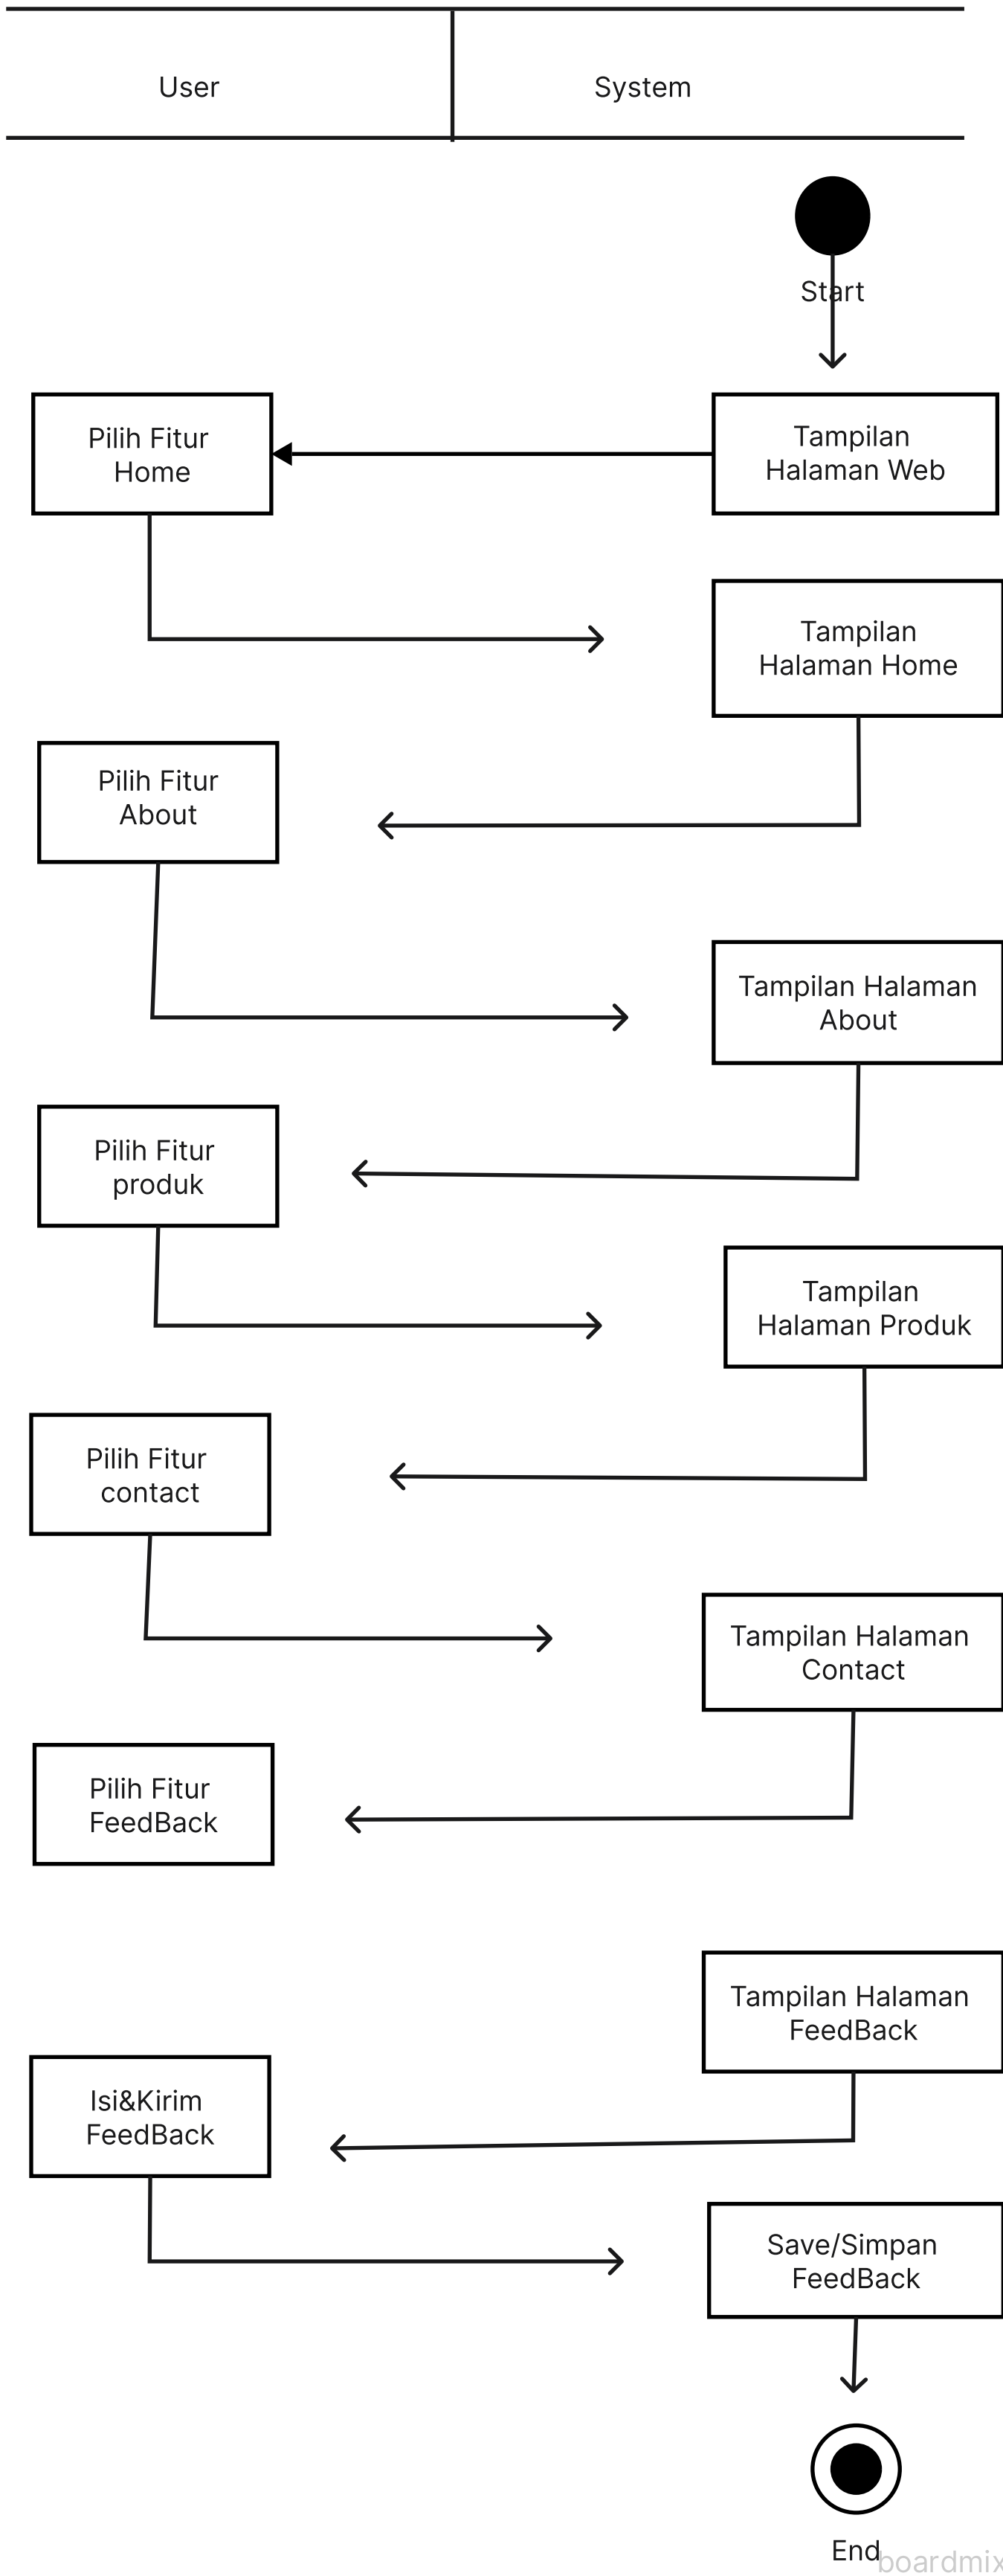 User
System
Start
Pilih Fitur
Home
Tampilan
Halaman Web
Tampilan
Halaman Home
Pilih Fitur
About
Tampilan Halaman
About
Pilih Fitur
produk
Tampilan
Halaman Produk
Pilih Fitur
contact
Tampilan Halaman
Contact
Pilih Fitur
FeedBack
Tampilan Halaman
FeedBack
Isi&Kirim
FeedBack
Save/Simpan
FeedBack
End
boardmix